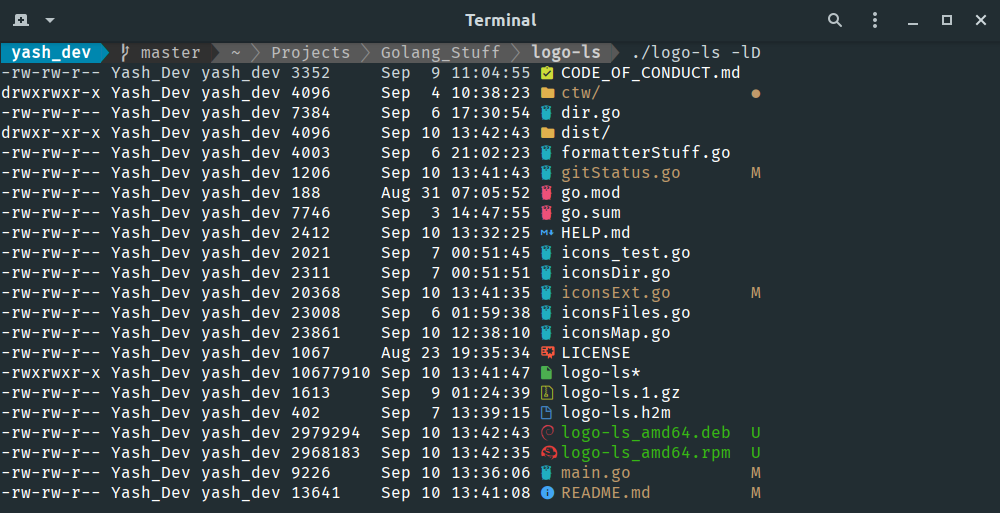 Terminal
yash_dev master ~ Projects Golang_Stuff logo-ls ./logo-ls -lD
-rw-rw-r-- Yash_Dev yash_dev 3352 Sep 9 11:04:55 CODE_OF_CONDUCT.md
drwxrwxr-x Yash_Dev yash_dev 4096 Sep 4 10:38:23 ctw/ ●
-rw-rw-r-- Yash_Dev yash_dev 7384 Sep 6 17:30:54 dir.go
drwxr-xr-x Yash_Dev yash_dev 4096 Sep 10 13:42:43 dist/
-rw-rw-r-- Yash_Dev yash_dev 4003 Sep 6 21:02:23 formatterStuff.go
-rw-rw-r-- Yash_Dev yash_dev 1206 Sep 10 13:41:43 gitStatus.go M
-rw-rw-r-- Yash_Dev yash_dev 188 Aug 31 07:05:52 go.mod
-rw-rw-r-- Yash_Dev yash_dev 7746 Sep 3 14:47:55 go.sum
-rw-rw-r-- Yash_Dev yash_dev 2412 Sep 10 13:32:25 HELP.md
-rw-rw-r-- Yash_Dev yash_dev 2021 Sep 7 00:51:45 icons_test.go
-rw-rw-r-- Yash_Dev yash_dev 2311 Sep 7 00:51:51 iconsDir.go
-rw-rw-r-- Yash_Dev yash_dev 20368 Sep 10 13:41:35 iconsExt.go M
-rw-rw-r-- Yash_Dev yash_dev 23008 Sep 6 01:59:38 iconsFiles.go
-rw-rw-r-- Yash_Dev yash_dev 23861 Sep 10 12:38:10 iconsMap.go
-rw-rw-r-- Yash_Dev yash_dev 1067 Aug 23 19:35:34 LICENSE
-rwxrwxr-x Yash_Dev yash_dev 10677910 Sep 10 13:41:47 logo-ls*
-rw-rw-r-- Yash_Dev yash_dev 1613 Sep 9 01:24:39 logo-ls.1.gz
-rw-rw-r-- Yash_Dev yash_dev 402 Sep 7 13:39:15 logo-ls.h2m
-rw-rw-r-- Yash_Dev yash_dev 2979294 Sep 10 13:42:43 logo-ls_amd64.deb U
-rw-rw-r-- Yash_Dev yash_dev 2968183 Sep 10 13:42:35 logo-ls_amd64.rpm U
-rw-rw-r-- Yash_Dev yash_dev 9226 Sep 10 13:36:06 main.go M
-rw-rw-r-- Yash_Dev yash_dev 13641 Sep 10 13:41:08 README.md M